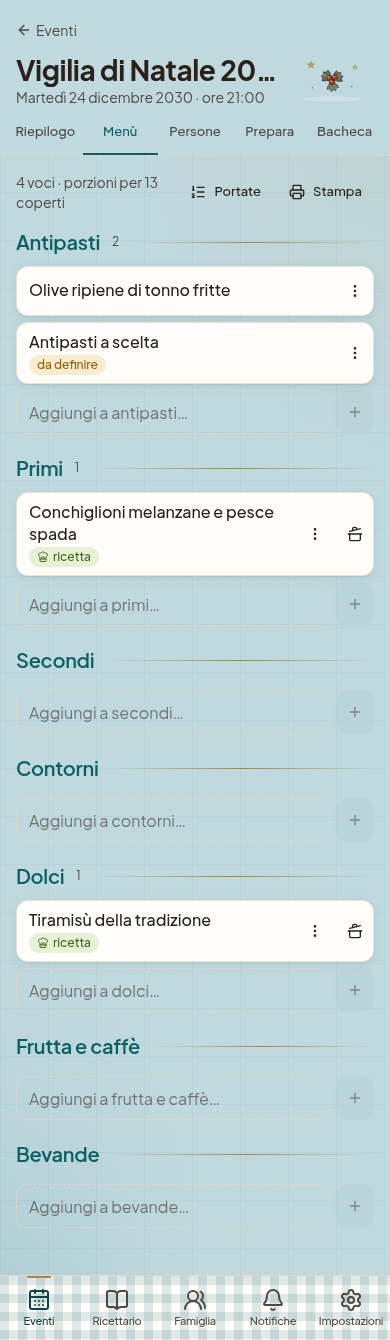 Eventi
Vigilia di Natale 20…
Martedì 24 dicembre 2030 · ore 21:00
Riepilogo Menù Persone Prepara Bacheca
4 voci · porzioni per 13
coperti
Portate Stampa
Antipasti 2
Olive ripiene di tonno fritte
Antipasti a scelta
da definire
Aggiungi a antipasti…
Primi 1
Conchiglioni melanzane e pesce
spada
ricetta
Aggiungi a primi…
Secondi
Aggiungi a secondi…
Contorni
Aggiungi a contorni…
Dolci 1
Tiramisù della tradizione
ricetta
Aggiungi a dolci…
Frutta e caffè
Aggiungi a frutta e caffè…
Bevande
Aggiungi a bevande…
Eventi Ricettario Famiglia Notifiche Impostazioni